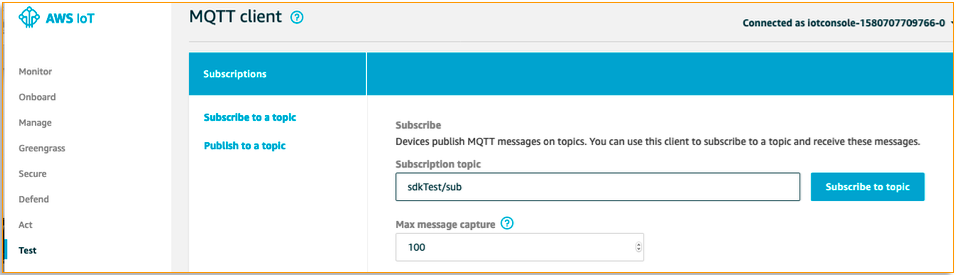 AWS IoT
MQTT client
Connected as iotconsole-1580707709766-0
Monitor
Onboard
Manage
Greengrass
Secure
Defend
Act
Test
Subscriptions
Subscribe to a topic
Publish to a topic
Subscribe
Devices publish MQTT messages on topics. You can use this client to subscribe to a topic and receive these messages.
Subscription topic
sdkTest/sub
Subscribe to topic
Max message capture
100